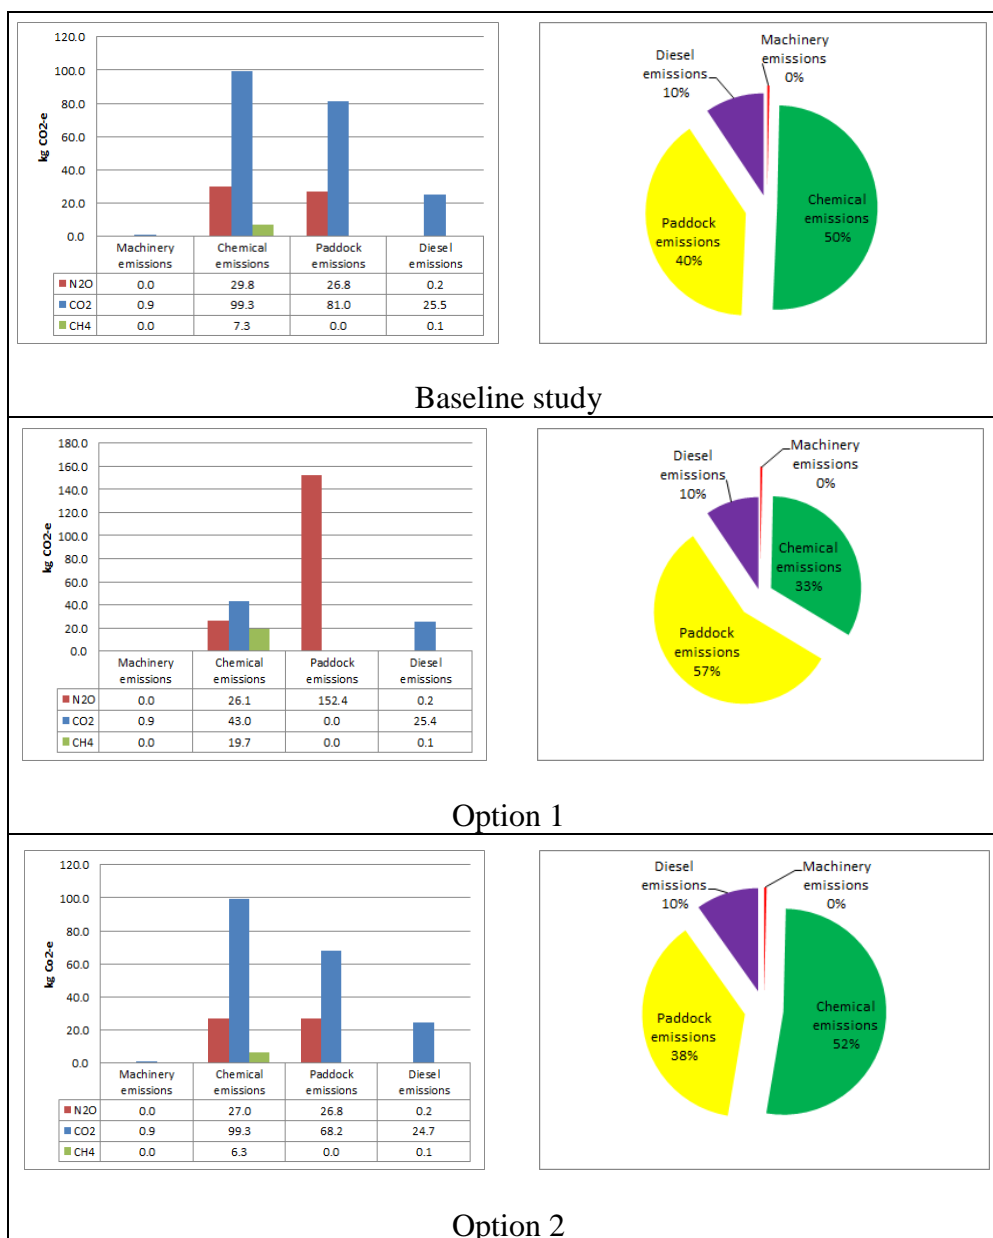 120.0
100.0
80.0
60.0
40.0
20.0
0.0
kg CO2-e
Machinery emissions Chemical emissions Paddock emissions Diesel emissions
N2O 0.0 29.8 26.8 0.2
CO2 0.9 99.3 81.0 25.5
CH4 0.0 7.3 0.0 0.1
Machinery
emissions
0%
Diesel
emissions
10%
Chemical
emissions
50%
Paddock
emissions
40%
Baseline study
180.0
160.0
140.0
120.0
100.0
80.0
60.0
40.0
20.0
0.0
kg CO2-e
Machinery emissions Chemical emissions Paddock emissions Diesel emissions
N2O 0.0 26.1 152.4 0.2
CO2 0.9 43.0 0.0 25.4
CH4 0.0 19.7 0.0 0.1
Machinery
emissions
0%
Diesel
emissions
10%
Chemical
emissions
33%
Paddock
emissions
57%
Option 1
120.0
100.0
80.0
60.0
40.0
20.0
0.0
kg Co2-e
Machinery emissions Chemical emissions Paddock emissions Diesel emissions
N2O 0.0 27.0 26.8 0.2
CO2 0.9 99.3 68.2 24.7
CH4 0.0 6.3 0.0 0.1
Diesel
emissions
10%
Machinery
emissions
0%
Chemical
emissions
52%
Paddock
emissions
38%
Option 2